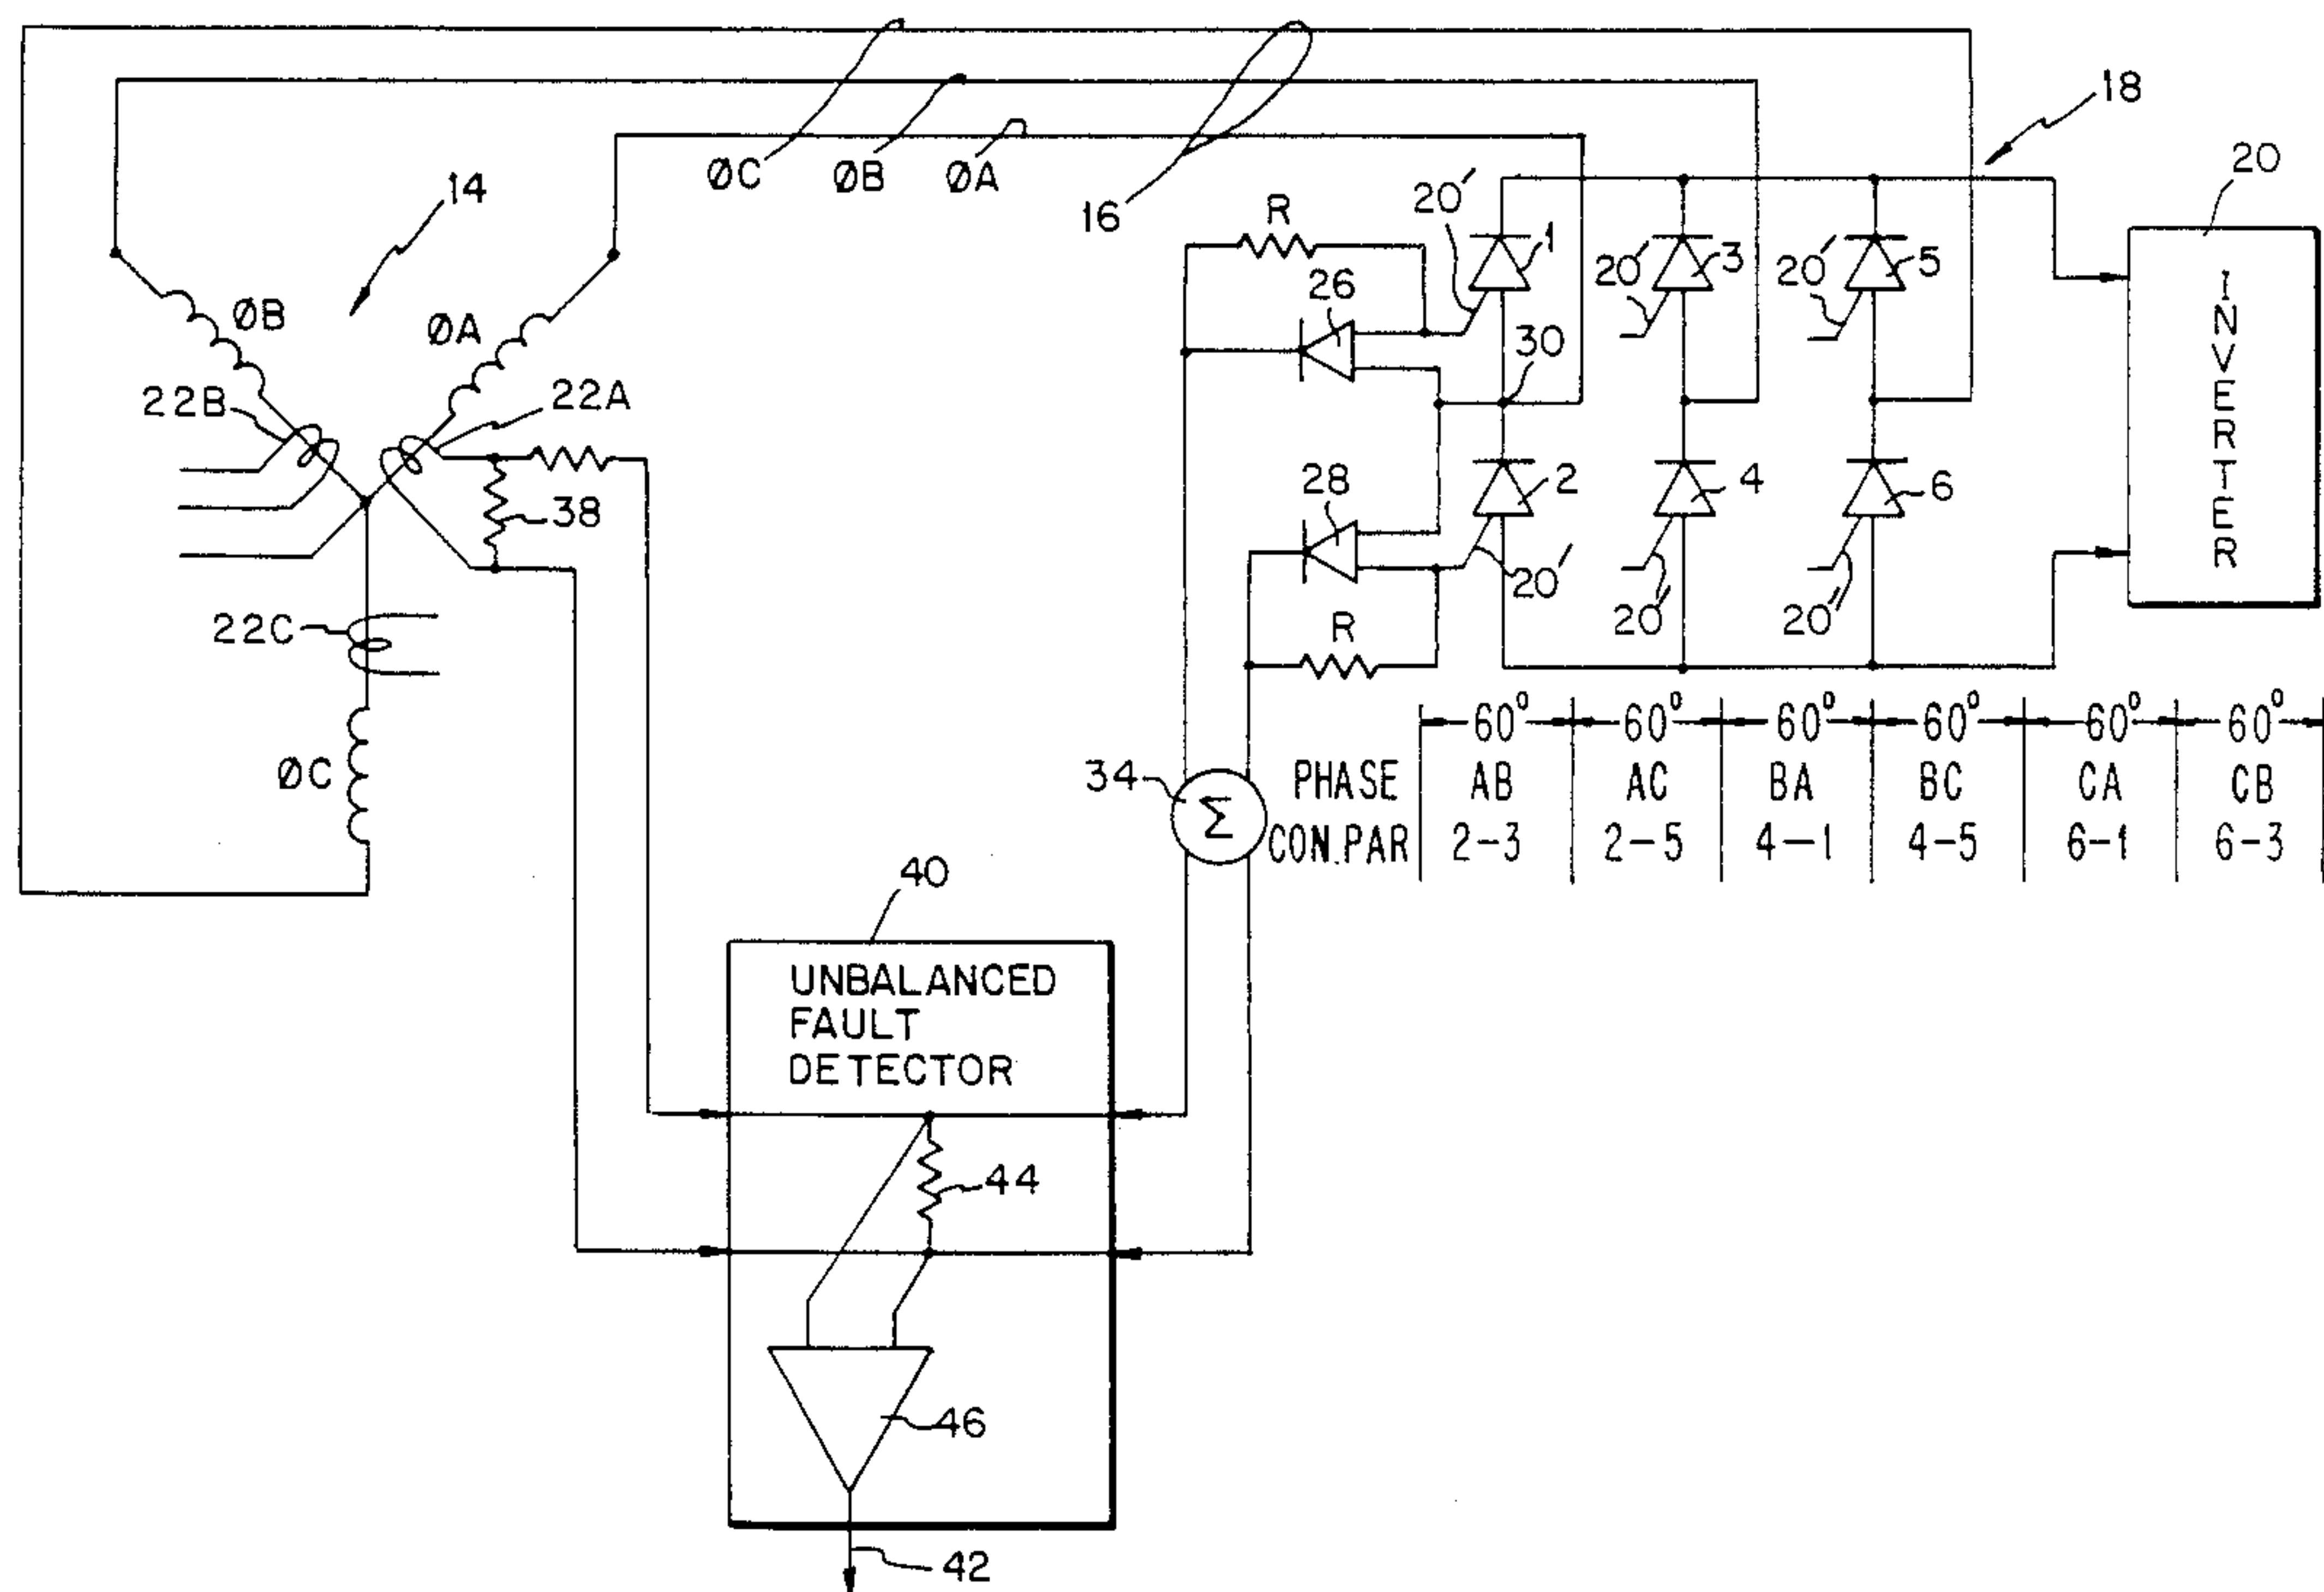 ØC
ØB
ØA
16
18
14
20
20'
R
1
3
5
20'
20'
26
30
ØB
ØA
22B
22A
38
28
2
4
6
20'
20'
20'
R
22C
ØC
INVERTER
34
Σ
60° 60° 60° 60° 60° 60°
PHASE AB AC BA BC CA CB
CON.PAR 2-3 2-5 4-1 4-5 6-1 6-3
40
UNBALANCED
FAULT
DETECTOR
44
46
42